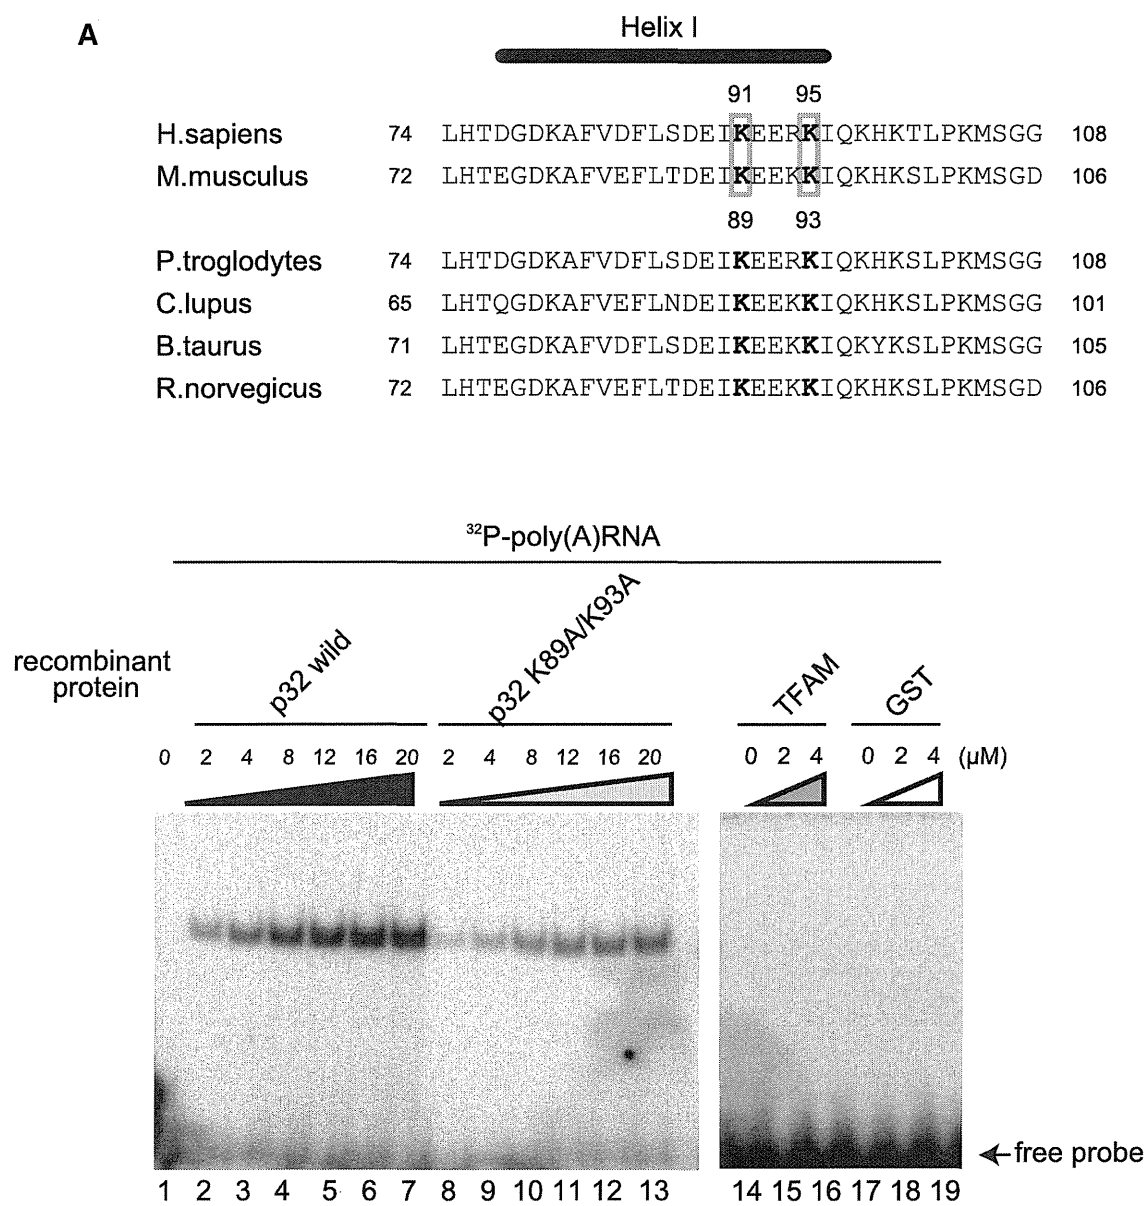 A
Helix I
91 95
H.sapiens 74 LHTDGDKAFVDFLSDEIKEERKIQKHKTLPKMSGG 108
M.musculus 72 LHTEGDKAFVEFLTDEIKEEKKIQKHKSLPKMSGD 106
89 93
P.troglodytes 74 LHTDGDKAFVDFLSDEIKEERKIQKHKSLPKMSGG 108
C.lupus 65 LHTQGDKAFVEFLNDEIKEEKKIQKHKSLPKMSGG 101
B.taurus 71 LHTEGDKAFVDFLSDEIKEEKKIQKYKSLPKMSGG 105
R.norvegicus 72 LHTEGDKAFVEFLTDEIKEEKKIQKHKSLPKMSGD 106
³²P-poly(A)RNA
recombinant
protein
p32 wild p32 K89A/K93A TFAM GST
0 2 4 8 12 16 20 2 4 8 12 16 20 0 2 4 0 2 4 (µM)
free probe
1 2 3 4 5 6 7 8 9 10 11 12 13 14 15 16 17 18 19